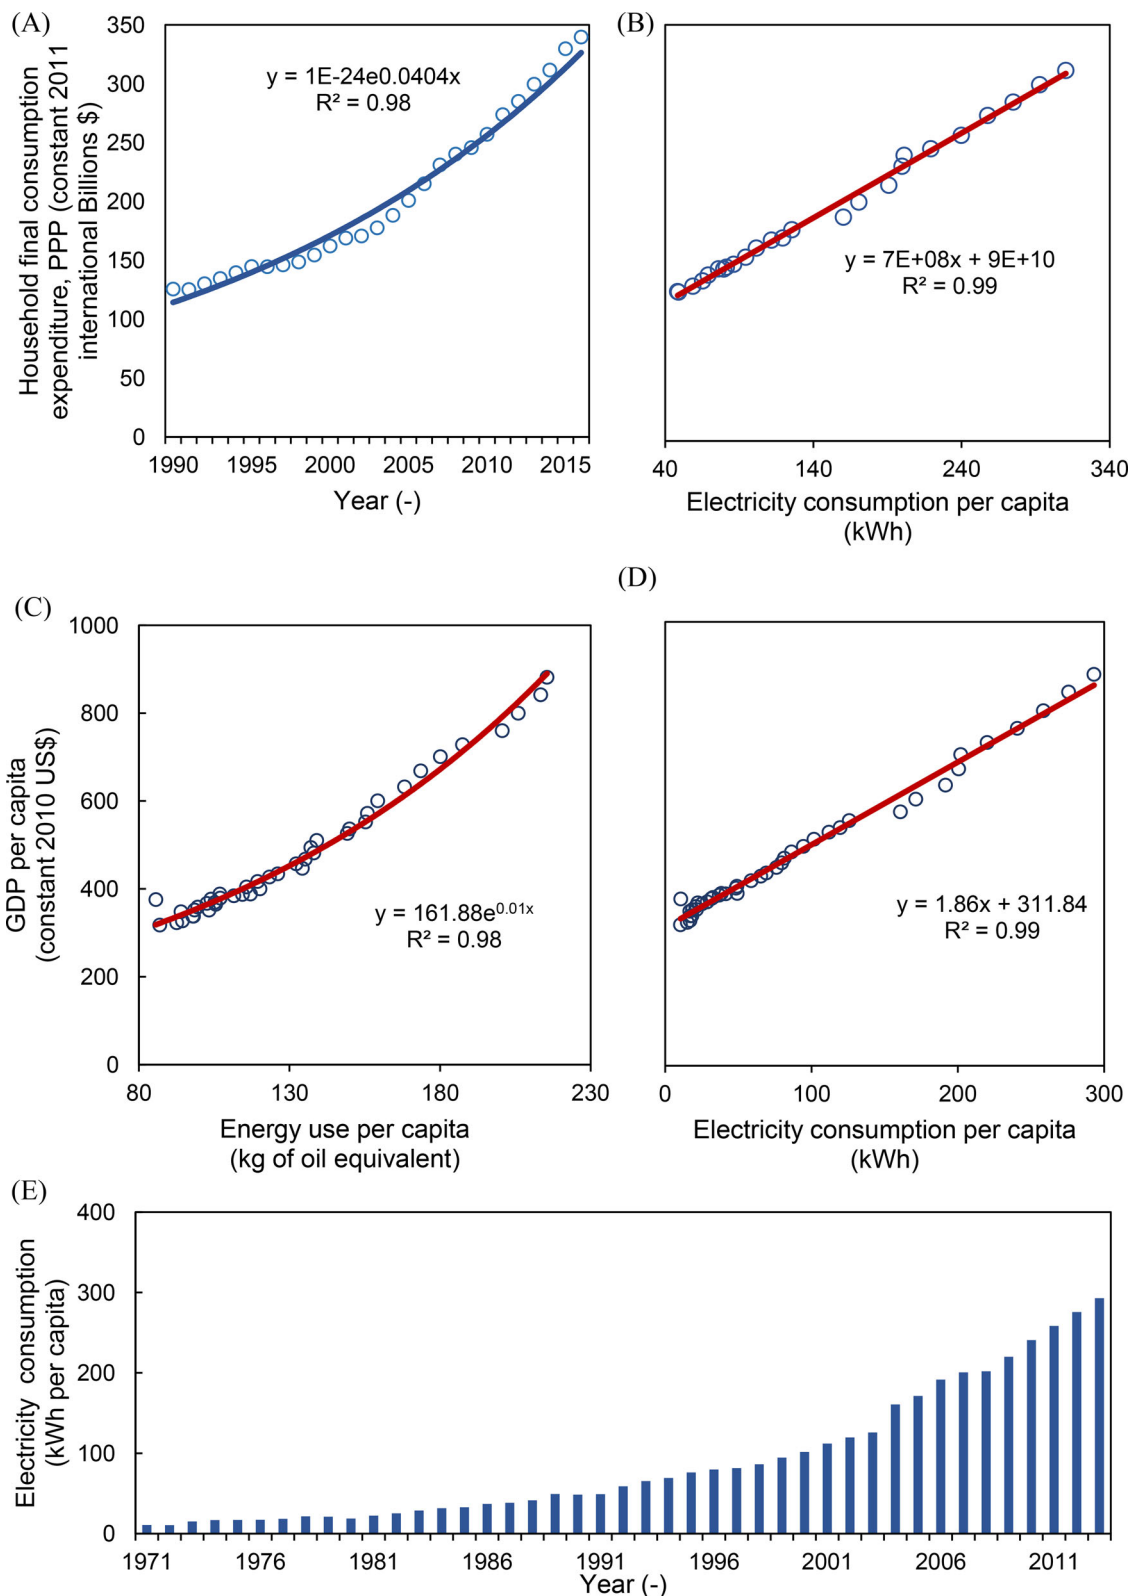 (A)
350
300
250
200
150
100
50
0
Household final consumption
expenditure, PPP (constant 2011
international Billions $)
y = 1E-24e0.0404x
R² = 0.98
1990 1995 2000 2005 2010 2015
Year (-)
(B)
y = 7E+08x + 9E+10
R² = 0.99
40 140 240 340
Electricity consumption per capita
(kWh)
(C)
1000
800
600
400
200
0
GDP per capita
(constant 2010 US$)
y = 161.88e^0.01x
R² = 0.98
80 130 180 230
Energy use per capita
(kg of oil equivalent)
(D)
y = 1.86x + 311.84
R² = 0.99
0 100 200 300
Electricity consumption per capita
(kWh)
(E)
400
300
200
100
0
Electricity consumption
(kWh per capita)
1971 1976 1981 1986 1991 1996 2001 2006 2011
Year (-)